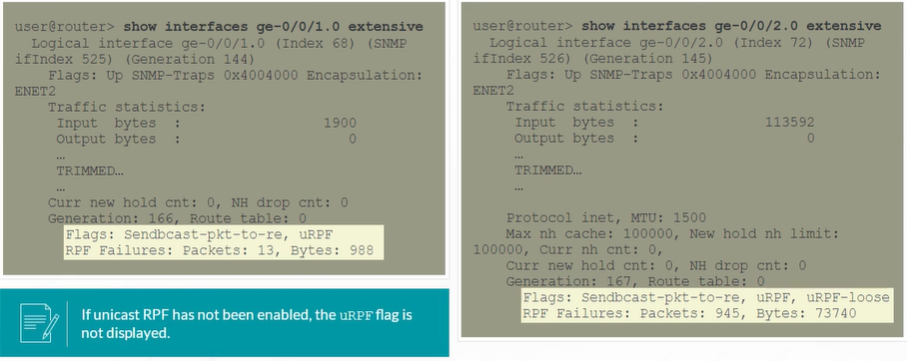 user@router> show interfaces ge-0/0/1.0 extensive
Logical interface ge-0/0/1.0 (Index 68) (SNMP
ifIndex 525) (Generation 144)
Flags: Up SNMP-Traps 0x4004000 Encapsulation:
ENET2
Traffic statistics:
Input bytes : 1900
Output bytes : 0
…
TRIMMED…
…
Curr new hold cnt: 0, NH drop cnt: 0
Generation: 166, Route table: 0
Flags: Sendbcast-pkt-to-re, uRPF
RPF Failures: Packets: 13, Bytes: 988
If unicast RPF has not been enabled, the uRPF flag is
not displayed.
user@router> show interfaces ge-0/0/2.0 extensive
Logical interface ge-0/0/2.0 (Index 72) (SNMP
ifIndex 526) (Generation 145)
Flags: Up SNMP-Traps 0x4004000 Encapsulation:
ENET2
Traffic statistics:
Input bytes : 113592
Output bytes : 0
…
TRIMMED…
…
Protocol inet, MTU: 1500
Max nh cache: 100000, New hold nh limit:
100000, Curr nh cnt: 0,
Curr new hold cnt: 0, NH drop cnt: 0
Generation: 167, Route table: 0
Flags: Sendbcast-pkt-to-re, uRPF, uRPF-loose
RPF Failures: Packets: 945, Bytes: 73740